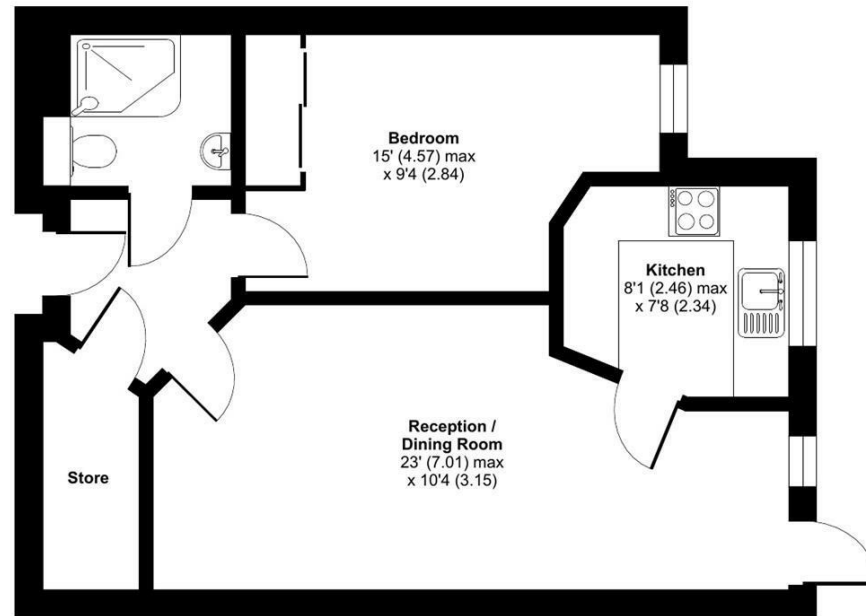 Bedroom
15' (4.57) max
x 9'4 (2.84)
Kitchen
8'1 (2.46) max
x 7'8 (2.34)
Reception /
Dining Room
23' (7.01) max
x 10'4 (3.15)
Store